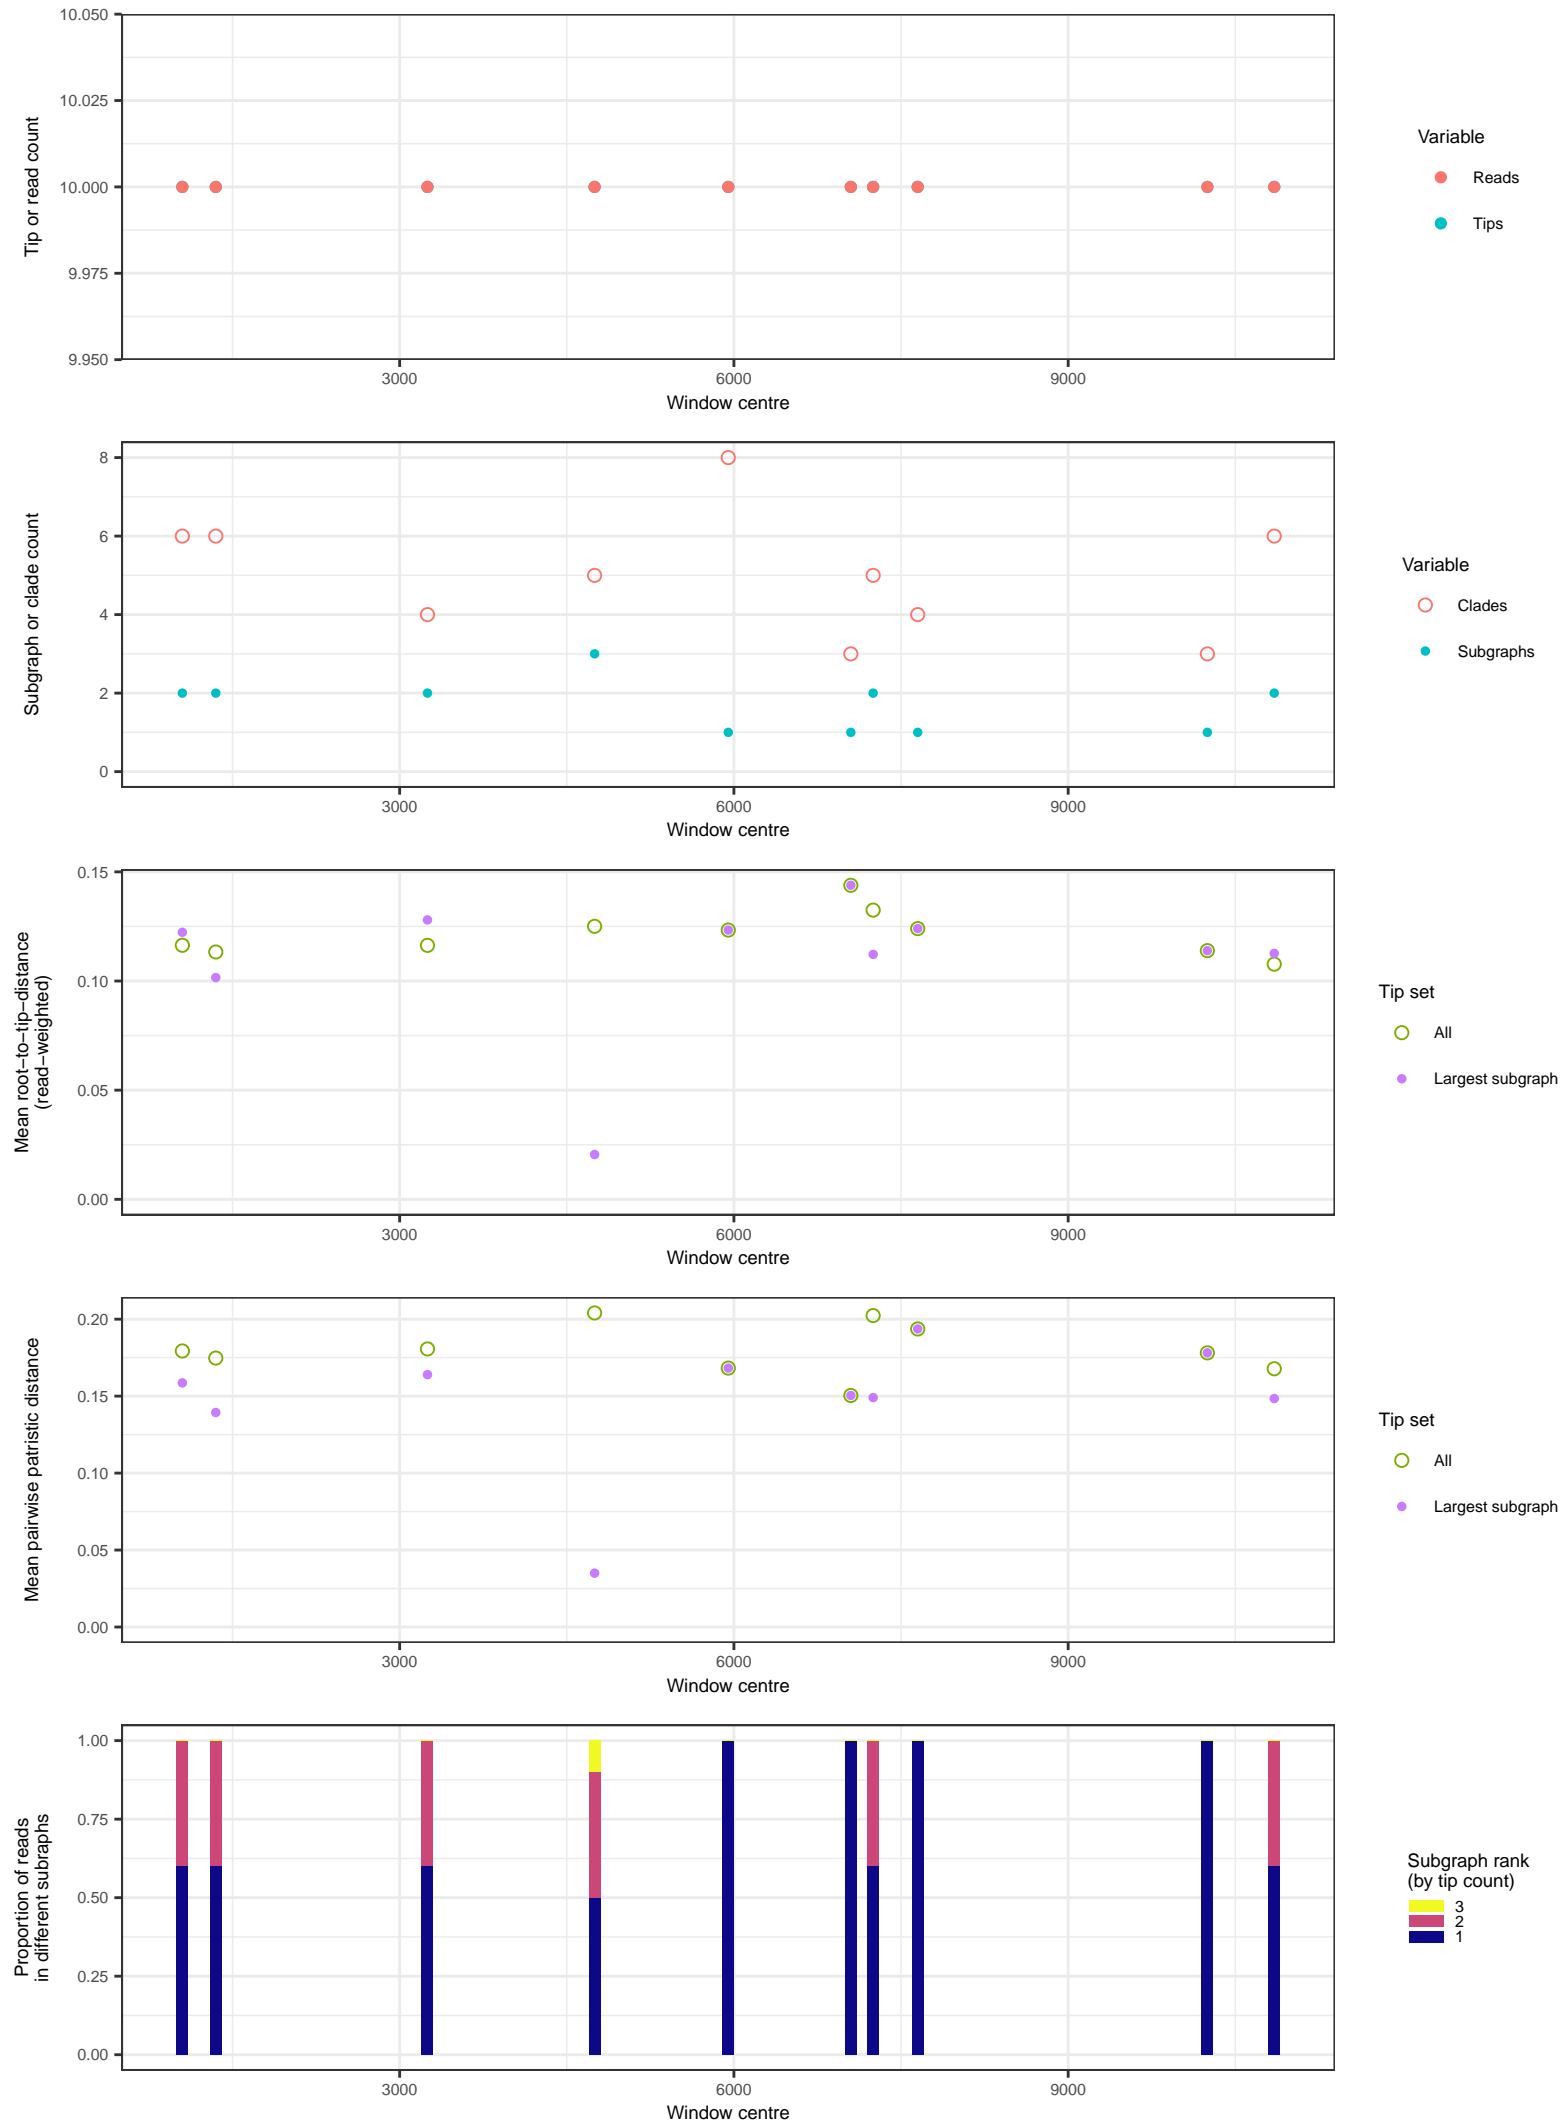 10.050
10.025
10.000
9.975
9.950
Tip or read count
3000 6000 9000
Window centre
Variable
Reads
Tips
8
6
4
2
0
Subgraph or clade count
3000 6000 9000
Window centre
Variable
Clades
Subgraphs
0.15
0.10
0.05
0.00
Mean root−to−tip−distance
(read−weighted)
3000 6000 9000
Window centre
Tip set
All
Largest subgraph
0.20
0.15
0.10
0.05
0.00
Mean pairwise patristic distance
3000 6000 9000
Window centre
Tip set
All
Largest subgraph
1.00
0.75
0.50
0.25
0.00
Proportion of reads
in different subraphs
3000 6000 9000
Window centre
Subgraph rank
(by tip count)
3
2
1